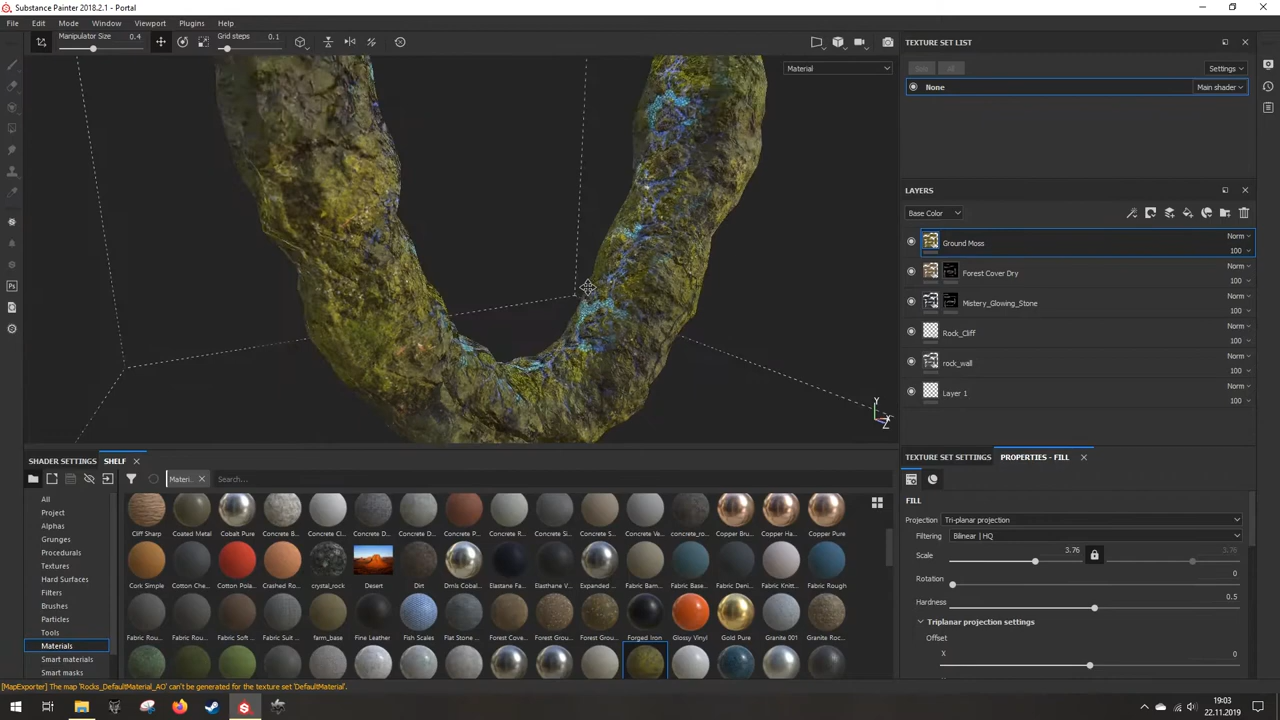 Substance Painter 2018.2.1 - Portal
File Edit Mode Window Viewport Plugins Help
Manipulator Size 0.4 Grid steps 0.1
Material
TEXTURE SET LIST
Settings
None Main shader
LAYERS
Base Color
Ground Moss Norm 100
Forest Cover Dry Norm 100
Mistery_Glowing_Stone Norm 100
Rock_Cliff Norm 100
rock_wall Norm 100
Layer 1 Norm 100
Y
Z
SHADER SETTINGS SHELF
Materi... Search...
All
Project
Alphas
Grunges
Procedurals
Textures
Hard Surfaces
Filters
Brushes
Particles
Tools
Materials
Smart materials
Smart masks
Cliff Sharp Coated Metal Cobalt Pure Concrete B... Concrete Cl... Concrete D... Concrete D... Concrete F... Concrete Si... Concrete S... Concrete Ve... concrete_ro... Copper Bru... Copper Ha... Copper Pure
Cork Simple Cotton Che... Cotton Pola... Crashed Ro... crystal_rock Desert Dirt Dmls Cobal... Elastane Fa... Elasthane V... Expanded ... Fabric Bam... Fabric Base... Fabric Deni... Fabric Knitt... Fabric Rough
Fabric Rou... Fabric Rou... Fabric Soft ... Fabric Suit ... farm_base Fine Leather Fish Scales Flat Stone ... Forest Cove... Forest Grou... Forest Grou... Forged Iron Glossy Vinyl Gold Pure Granite 001 Granite Roc...
TEXTURE SET SETTINGS PROPERTIES - FILL
FILL
Projection Tri-planar projection
Filtering Bilinear | HQ
Scale 3.76 3.76
Rotation 0
Hardness 0.5
Triplanar projection settings
Offset
X 0
[MapExporter] The map 'Rocks_DefaultMaterial_AO' can't be generated for the texture set 'DefaultMaterial'.
19:03
22.11.2019